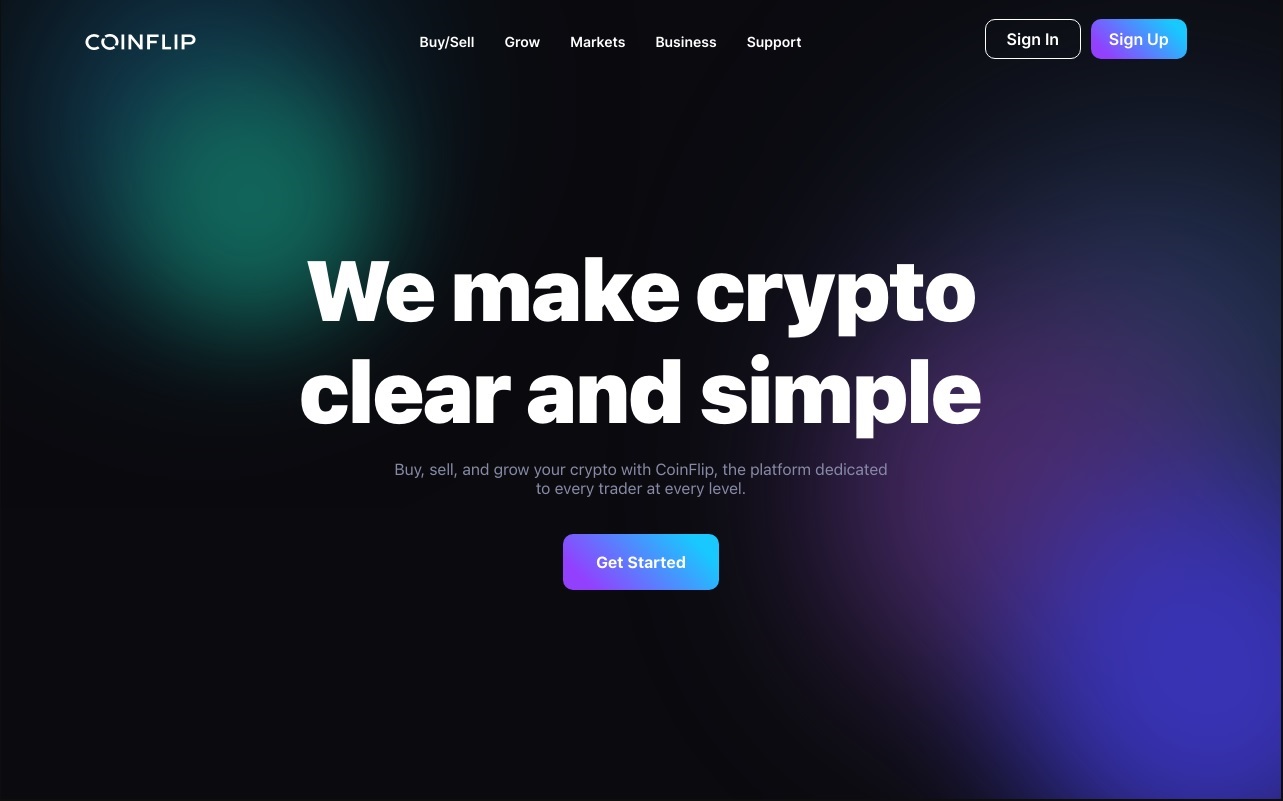 COINFLIP
Buy/Sell
Grow
Markets
Business
Support
Sign In
Sign Up
We make crypto
clear and simple
Buy, sell, and grow your crypto with CoinFlip, the platform dedicated
to every trader at every level.
Get Started